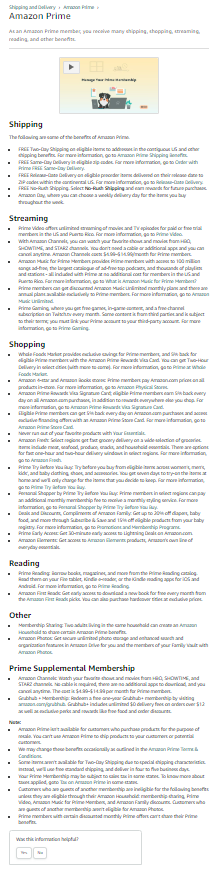 Shipping and Delivery › Amazon Prime ›
Amazon Prime
As an Amazon Prime member, you receive many shipping, shopping, streaming,
reading, and other benefits.
Manage Your Prime Membership
Shipping
The following are some of the benefits of Amazon Prime.
FREE Two-Day Shipping on eligible items to addresses in the contiguous US and other
shipping benefits. For more information, go to Amazon Prime Shipping Benefits.
FREE Same-Day Delivery in eligible zip codes. For more information, go to Order with
Prime FREE Same-Day Delivery.
FREE Release-Date Delivery on eligible preorder items delivered on their release date to
ZIP codes within the continental US. For more information, go to Release-Date Delivery.
FREE No-Rush Shipping. Select No-Rush Shipping and earn rewards for future purchases.
Amazon Day, where you can choose a weekly delivery day for the items you buy
throughout the week.
Streaming
Prime Video offers unlimited streaming of movies and TV episodes for paid or free trial
members in the US and Puerto Rico. For more information, go to Prime Video.
With Amazon Channels, you can watch your favorite shows and movies from HBO,
SHOWTIME, and STARZ channels. You don't need a cable or additional apps and you can
cancel anytime. Amazon Channels cost $4.99-$14.99/month for Prime members.
Amazon Music for Prime members provides Prime members with access to 100 million
songs ad-free, the largest catalogue of ad-free top podcasts, and thousands of playlists
and stations - all included with Prime at no additional cost for members in the US and
Puerto Rico. For more information, go to What is Amazon Music for Prime Members?
Prime members can get discounted Amazon Music Unlimited monthly plans and there are
annual plans available exclusively to Prime members. For more information, go to Amazon
Music Unlimited.
Prime Gaming, where you get free games, in-game content, and a free channel
subscription on Twitch every month. Some content is from third parties and is subject
to their terms; you must link your Prime account to your third-party account. For more
information, go to Prime Gaming.
Shopping
Whole Foods Market provides exclusive savings for Prime members, and 5% back for
eligible Prime members with the Amazon Prime Rewards Visa Card. You can get Two-Hour
Delivery in select cities (with more to come). For more information, go to Prime at Whole
Foods Market.
Amazon 4-star and Amazon Books stores: Prime members pay Amazon.com prices on all
products in-store. For more information, go to Amazon Physical Stores.
Amazon Prime Rewards Visa Signature Card. Eligible Prime members earn 5% back every
day on all Amazon.com purchases, in addition to rewards everywhere else you shop. For
more information, go to Amazon Prime Rewards Visa Signature Card.
Eligible Prime members can get 5% back every day on Amazon.com purchases and access
exclusive financing offers with an Amazon Prime Store Card. For more information, go to
Amazon Prime Store Card.
Never run out of your favorite products with Your Essentials.
Amazon Fresh: Select regions get fast grocery delivery on a wide selection of groceries.
Items include meat, seafood, produce, snacks, and household essentials. There are options
for fast one-hour and two-hour delivery windows in select regions. For more information,
go to Amazon Fresh.
Prime Try Before You Buy. Try before you buy from eligible items across women's, men's,
kids', and baby clothing, shoes, and accessories. You get seven days to try-on the items at
home and we'll only charge for the items that you decide to keep. For more information,
go to Prime Try Before You Buy.
Personal Shopper by Prime Try Before You Buy: Prime members in select regions can pay
an additional monthly membership fee to receive a monthly styling service. For more
information, go to Personal Shopper by Prime Try Before You Buy.
Deals and Discounts, Compliments of Amazon Family: Get up to 20% off diapers, baby
food, and more through Subscribe & Save and 15% off eligible products from your baby
registry. For more information, go to Promotions and Membership Programs.
Prime Early Access: Get 30-minute early access to Lightning Deals on Amazon.com.
Amazon Elements: Get access to Amazon Elements products, Amazon's own line of
everyday essentials.
Reading
Prime Reading: Borrow books, magazines, and more from the Prime Reading catalog.
Read them on your Fire tablet, Kindle e-reader, or the Kindle reading apps for iOS and
Android. For more information, go to Prime Reading.
Amazon First Reads: Get early access to download a new book for free every month from
the Amazon First Reads picks. You can also purchase hardcover titles at exclusive prices.
Other
Membership Sharing: Two adults living in the same household can create an Amazon
Household to share certain Amazon Prime benefits.
Amazon Photos: Get secure unlimited photo storage and enhanced search and
organization features in Amazon Drive for you and the members of your Family Vault with
Amazon Photos.
Prime Supplemental Membership
Amazon Channels: Watch your favorite shows and movies from HBO, SHOWTIME, and
STARZ channels. No cable is required, there are no additional apps to download, and you
cancel anytime. The cost is $4.99-$14.99 per month for Prime members.
Grubhub + Membership: Redeem a free one-year Grubhub+ membership by visiting
amazon.com/grubhub. Grubhub+ includes unlimited $0 delivery fees on orders over $12
as well as exclusive perks and rewards like free food and order discounts.
Note:
Amazon Prime isn't available for customers who purchase products for the purpose of
resale. You can't use Amazon Prime to ship products to your customers or potential
customers.
We may change these benefits occasionally as outlined in the Amazon Prime Terms &
Conditions.
Some items aren't available for Two-Day Shipping due to special shipping characteristics.
Instead, we'll use free standard shipping, and deliver in four to five business days.
Your Prime Membership may be subject to sales tax in some states. To know more about
taxes applied, go to Tax on Amazon Prime in some states.
Customers who are guests of another membership are ineligible for the following benefits
unless they are eligible through their Amazon Household: membership sharing, Prime
Video, Amazon Music for Prime Members, and Amazon Family discounts. Customers who
are guests of another membership aren't eligible for Amazon Photos.
Prime members with certain discounted monthly Prime offers can't share their Prime
benefits.
Was this information helpful?
Yes No